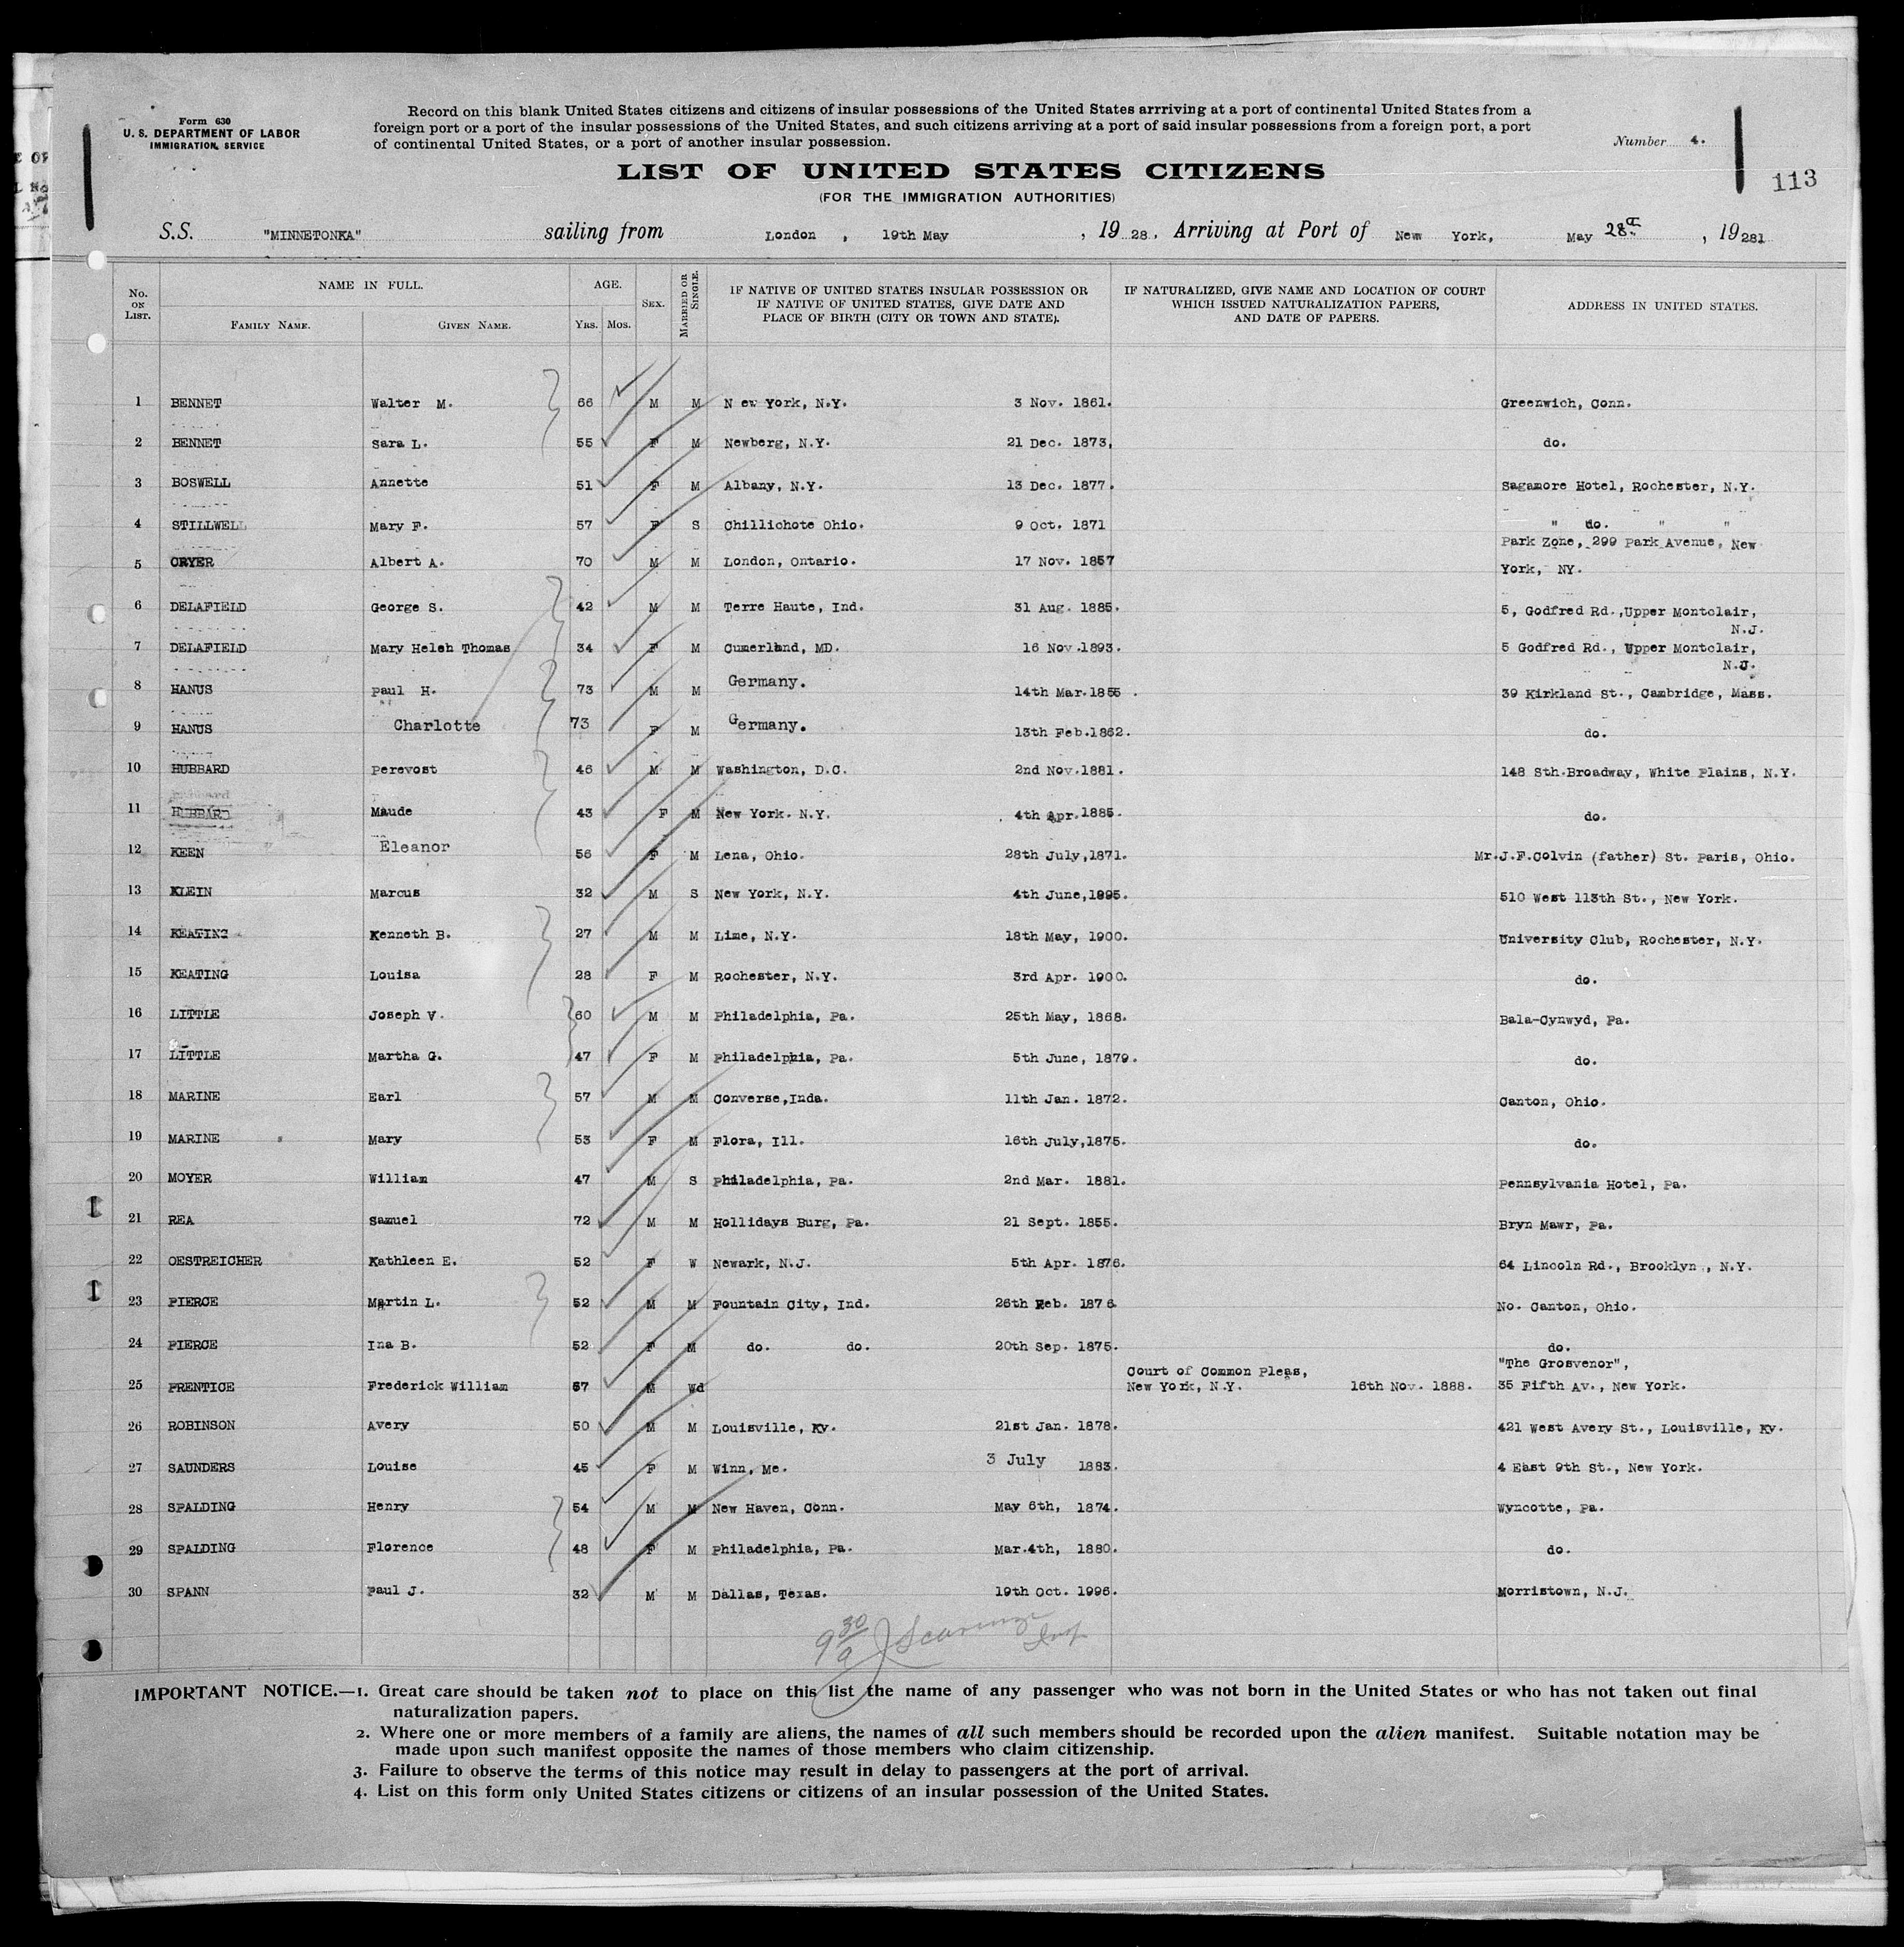 Form 630
U. S. DEPARTMENT OF LABOR
IMMIGRATION SERVICE
Record on this blank United States citizens and citizens of insular possessions of the United States arrriving at a port of continental United States from a
foreign port or a port of the insular possessions of the United States, and such citizens arriving at a port of said insular possessions from a foreign port, a port
of continental United States, or a port of another insular possession.
Number 4.
113
LIST OF UNITED STATES CITIZENS
(FOR THE IMMIGRATION AUTHORITIES)
S.S. "MINNETONKA" sailing from London , 19th May , 19 28. Arriving at Port of New York, May 28th , 19281
No. ON LIST. NAME IN FULL. FAMILY NAME. GIVEN NAME. AGE. YRS. MOS. SEX. MARRIED OR SINGLE. IF NATIVE OF UNITED STATES INSULAR POSSESSION OR IF NATIVE OF UNITED STATES, GIVE DATE AND PLACE OF BIRTH (CITY OR TOWN AND STATE). IF NATURALIZED, GIVE NAME AND LOCATION OF COURT WHICH ISSUED NATURALIZATION PAPERS, AND DATE OF PAPERS. ADDRESS IN UNITED STATES.
1 BENNET Walter M. 66 M M N ew York, N.Y. 3 Nov. 1861. Greenwich, Conn.
2 BENNET Sara L. 55 F M Newberg, N.Y. 21 Dec. 1873, do.
3 BOSWELL Annette 51 F M Albany, N.Y. 13 Dec. 1877. Sagamore Hotel, Rochester, N.Y.
4 STILLWELL Mary F. 57 F S Chillichote Ohio. 9 Oct. 1871 " do. " "
5 CRYER Albert A. 70 M M London, Ontario. 17 Nov. 1857 Park Zone, 299 Park Avenue, New
York, NY.
6 DELAFIELD George S. 42 M M Terre Haute, Ind. 31 Aug. 1885. 5, Godfred Rd.,Upper Montclair,
N.J.
7 DELAFIELD Mary Heleh Thomas 34 F M Cumerland, MD. 16 Nov.1893. 5 Godfred Rd., Upper Montclair,
N.J.
8 HANUS Paul H. 73 M M Germany. 14th Mar.1855 . 39 Kirkland St., Cambridge, Mass.
9 HANUS Charlotte 73 F M Germany. 13th Feb.1862. do.
10 HUBBARD Perevost 46 M M Washington, D.C. 2nd Nov.1881. 148 Sth.Broadway, White Plains, N.Y.
11 HUBBARD Maude 43 F M New York. N.Y. 4th Apr.1885. do.
12 KEEN Eleanor 56 F M Lena, Ohio. 28th July,1871. Mr.J.F.Colvin (father) St. Paris, Ohio.
13 KLEIN Marcus 32 M S New York, N.Y. 4th June,1895. 510 West 113th St., New York.
14 KEATING Kenneth B. 27 M M Lime, N.Y. 18th May, 1900. University Club, Rochester, N.Y.
15 KEATING Louisa 28 F M Rochester, N.Y. 3rd Apr. 1900. do.
16 LITTLE Joseph V. 60 M M Philadelphia, Pa. 25th May, 1868. Bala-Cynwyd, Pa.
17 LITTLE Martha G. 47 F M Philadelphia, Pa. 5th June, 1879. do.
18 MARINE Earl 57 M M Converse,Inda. 11th Jan. 1872. Canton, Ohio.
19 MARINE Mary 53 F M Flora, Ill. 16th July,1875. do.
20 MOYER William 47 M S Philadelphia, Pa. 2nd Mar. 1881. Pennsylvania Hotel, Pa.
21 REA Samuel 72 M M Hollidays Burg, Pa. 21 Sept. 1855. Bryn Mawr, Pa.
22 OESTREICHER Kathleen E. 52 F W Newark, N.J. 5th Apr. 1876. 64 Lincoln Rd., Brooklyn, N.Y.
23 PIERCE Martin L. 52 M M Fountain City, Ind. 26th Feb. 1876. No. Canton, Ohio.
24 PIERCE Ina B. 52 F M do. do. 20th Sep. 1875. do.
25 PRENTICE Frederick William 67 M Wd Court of Common Pleas,
New York, N.Y. 16th Nov. 1888. "The Grosvenor",
35 Fifth Av., New York.
26 ROBINSON Avery 50 M M Louisville, Ky. 21st Jan. 1878. 421 West Avery St., Louisville, Ky.
27 SAUNDERS Louise 45 F M Winn, Me. 3 July 1883. 4 East 9th St., New York.
28 SPALDING Henry 54 M M New Haven, Conn. May 6th, 1874. Wyncotte, Pa.
29 SPALDING Florence 48 F M Philadelphia, Pa. Mar.4th, 1880. do.
30 SPANN Paul J. 32 M M Dallas, Texas. 19th Oct. 1995. Morristown, N.J.
IMPORTANT NOTICE.—1. Great care should be taken not to place on this list the name of any passenger who was not born in the United States or who has not taken out final
naturalization papers.
2. Where one or more members of a family are aliens, the names of all such members should be recorded upon the alien manifest. Suitable notation may be
made upon such manifest opposite the names of those members who claim citizenship.
3. Failure to observe the terms of this notice may result in delay to passengers at the port of arrival.
4. List on this form only United States citizens or citizens of an insular possession of the United States.